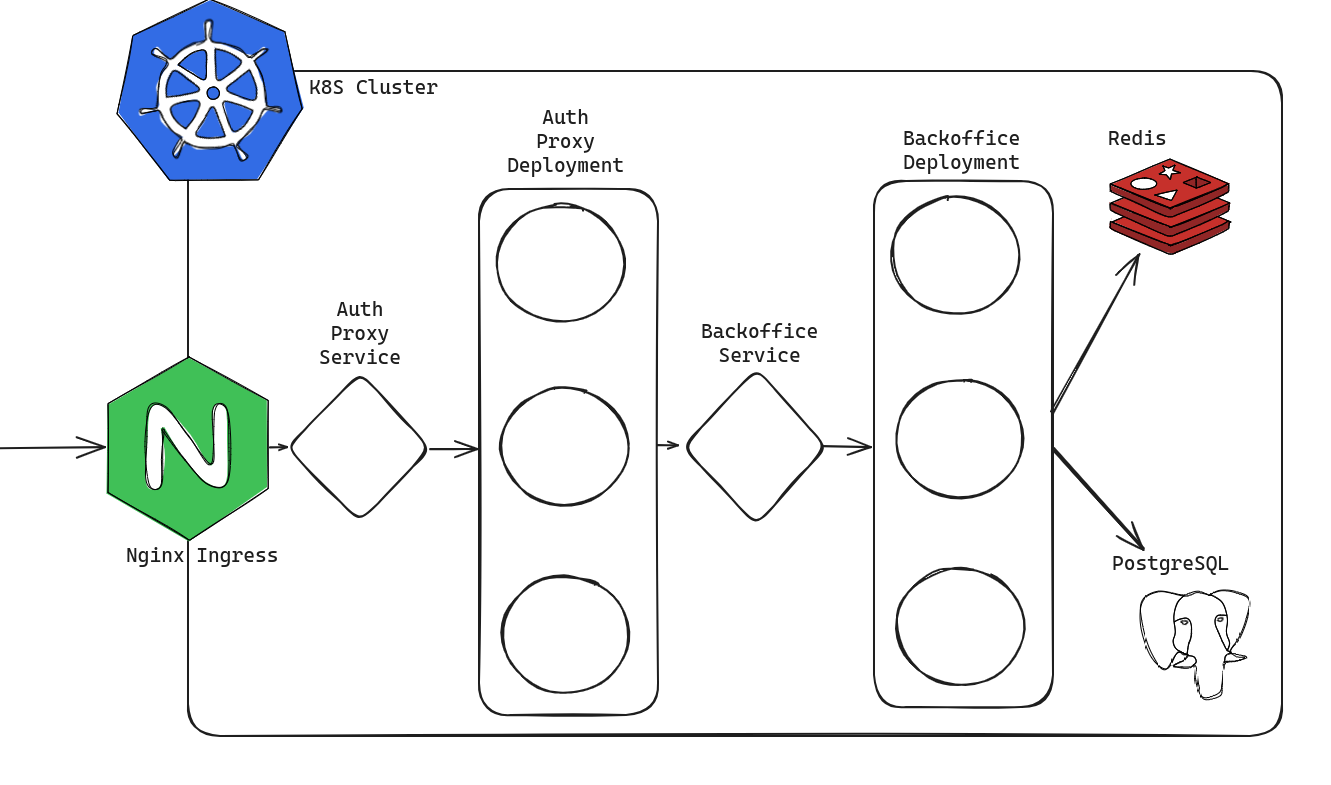 K8S Cluster
Auth
Proxy
Deployment
Backoffice
Deployment
Redis
Auth
Proxy
Service
Backoffice
Service
N
Nginx Ingress
PostgreSQL